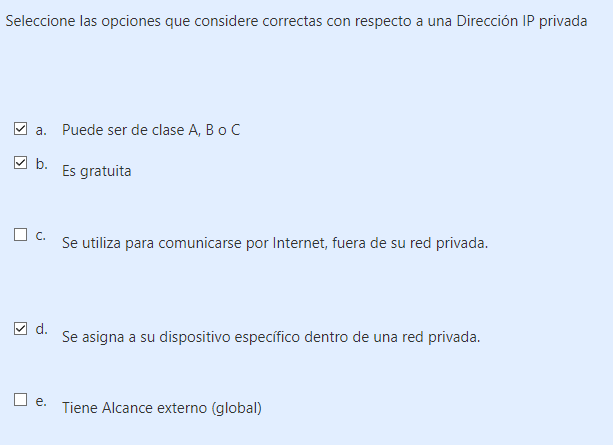 Seleccione las opciones que considere correctas con respecto a una Dirección IP privada
a. Puede ser de clase A, B o C
b. Es gratuita
c. Se utiliza para comunicarse por Internet, fuera de su red privada.
d. Se asigna a su dispositivo específico dentro de una red privada.
e. Tiene Alcance externo (global)